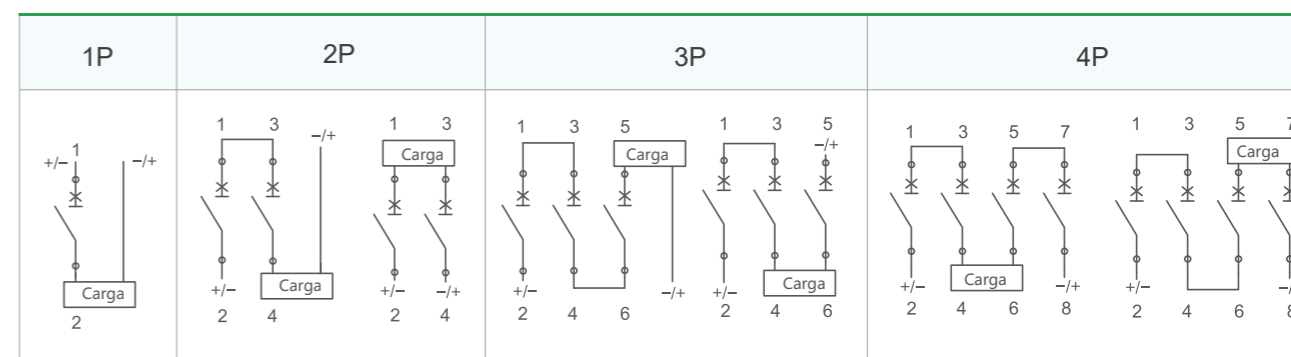 1P 2P 3P 4P
1 3 1 3 1 3 5 1 3 5 1 3 5 7 1 3 5 7
+/– 1 –/+ –/+ –/+
Carga Carga Carga
Carga Carga Carga Carga
Carga
+/– +/– –/+ +/– –/+ +/– +/– –/+ +/–
2 2 4 2 4 2 4 6 2 4 6 2 4 6 8 2 4 6